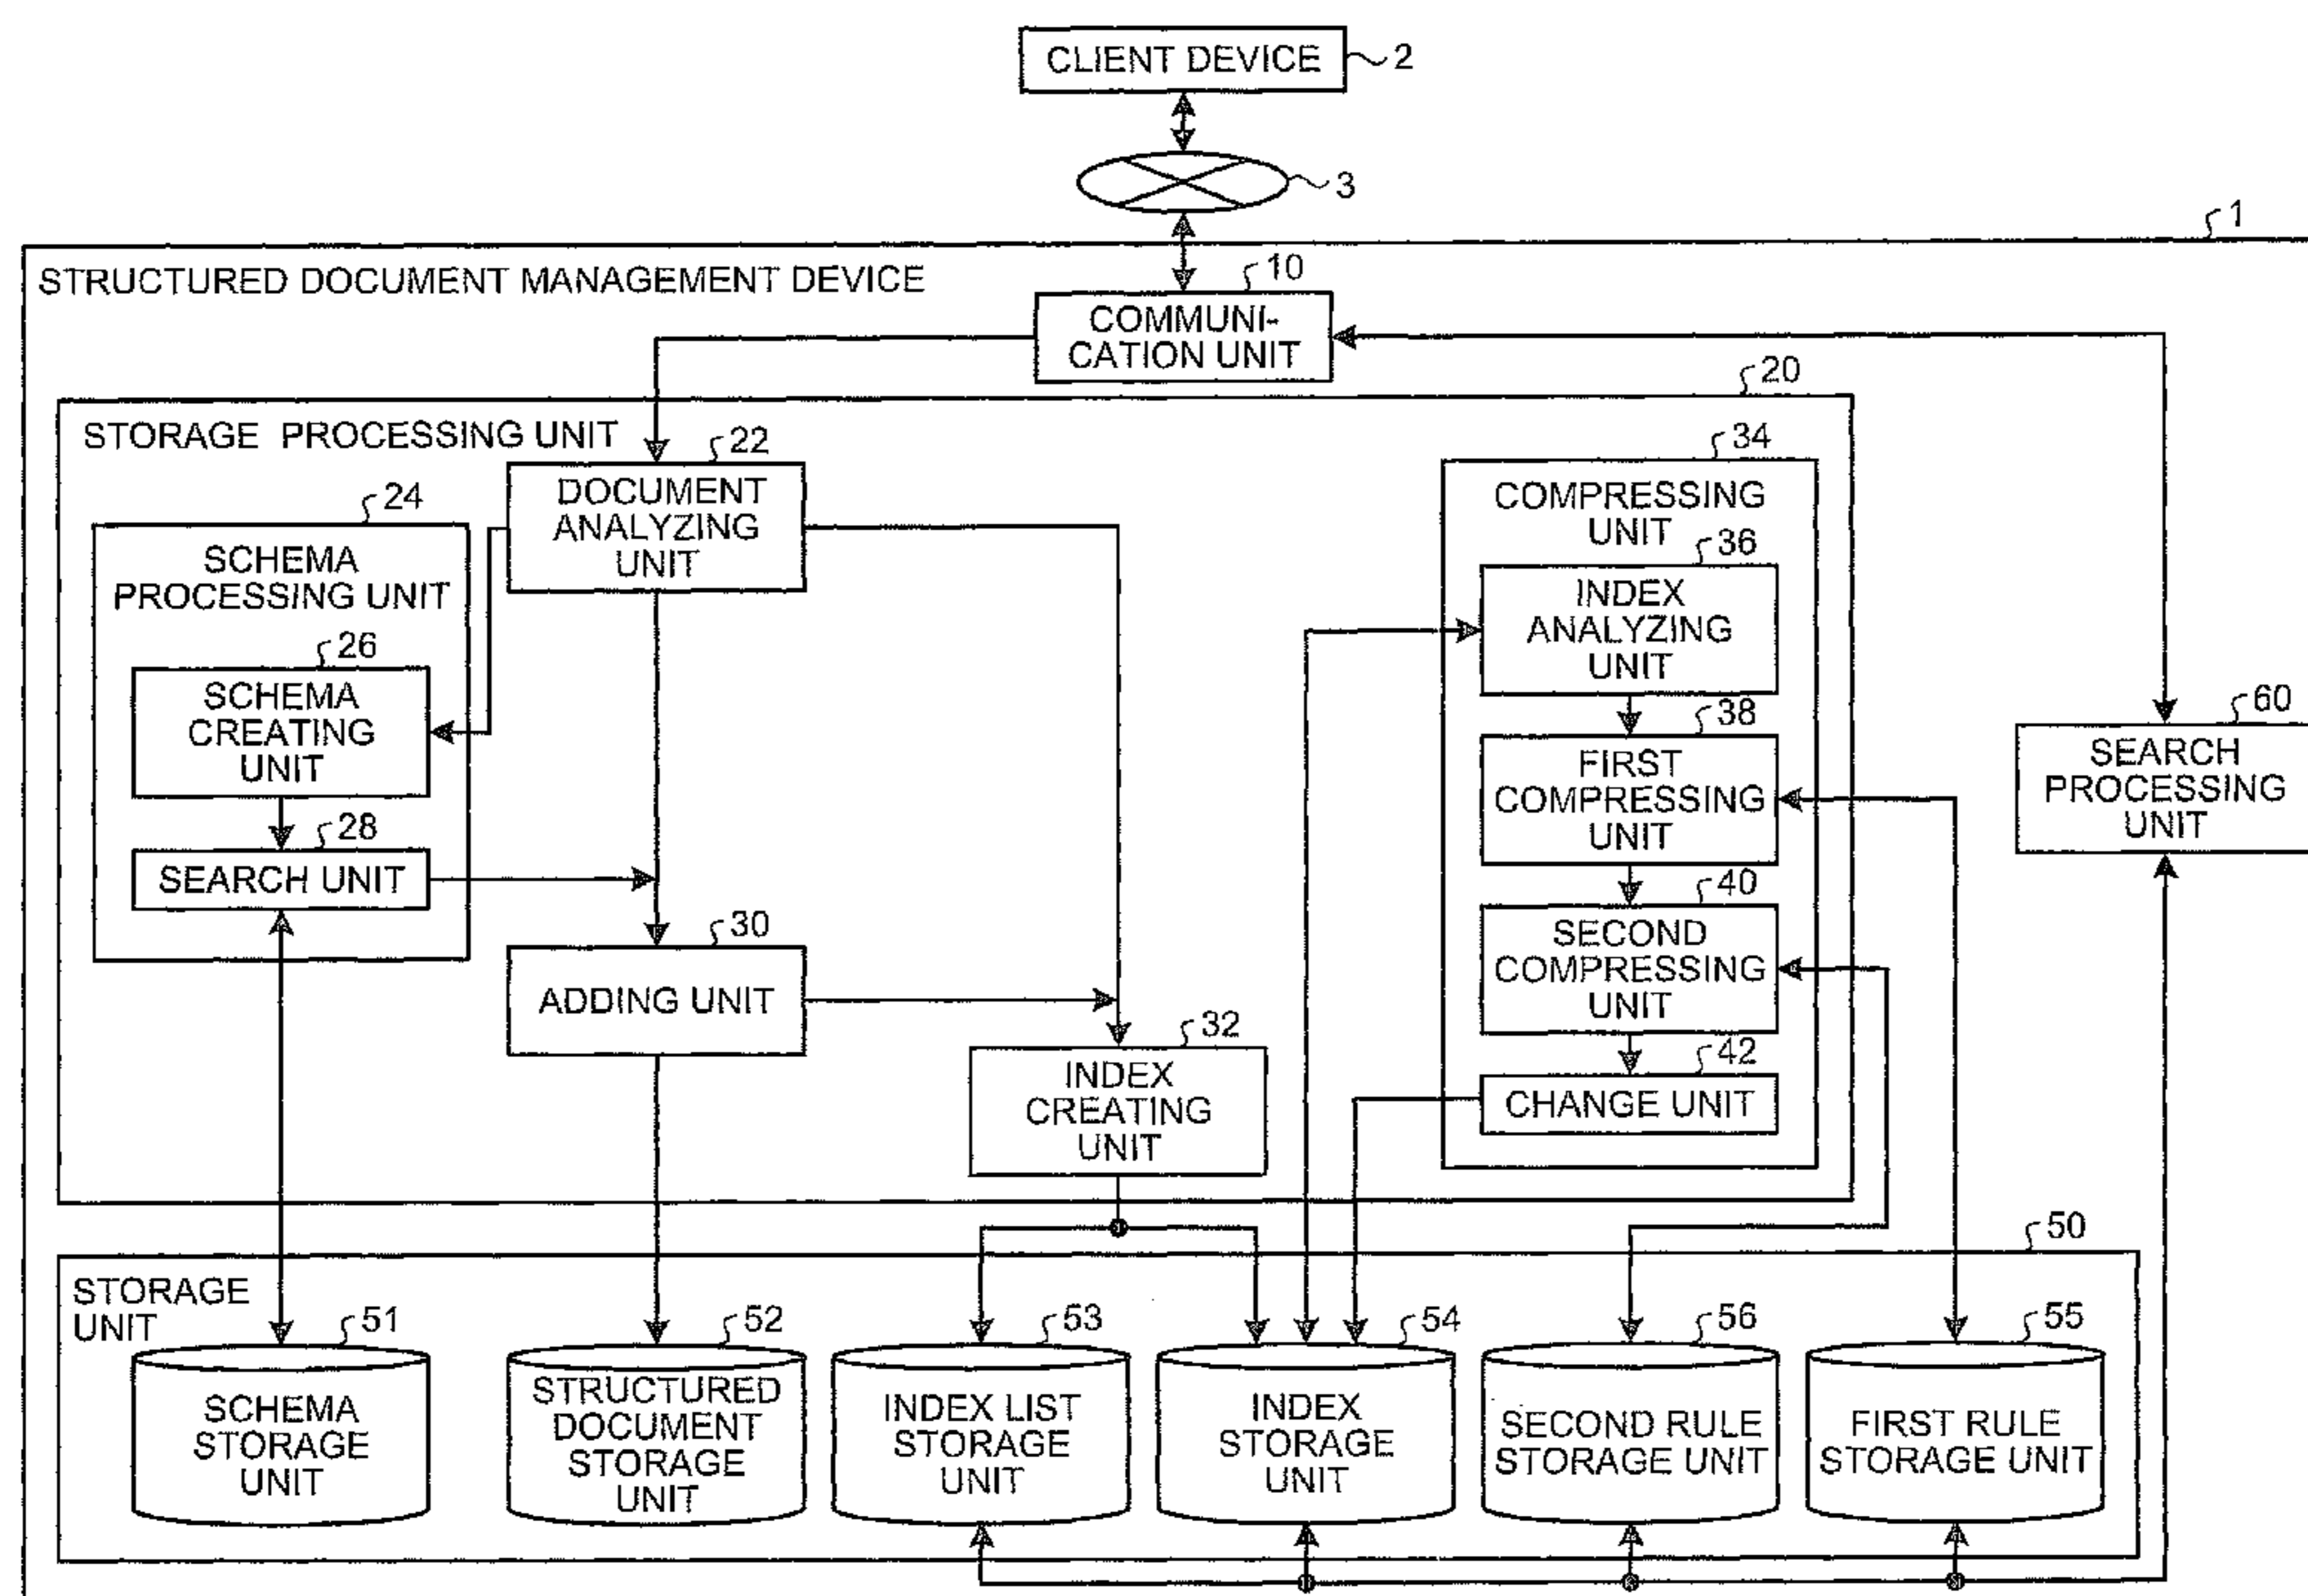 CLIENT DEVICE
2
3
1
STRUCTURED DOCUMENT MANAGEMENT DEVICE
10
COMMUNI-
CATION UNIT
20
STORAGE PROCESSING UNIT
22
DOCUMENT
ANALYZING
UNIT
24
SCHEMA
PROCESSING UNIT
26
SCHEMA
CREATING
UNIT
28
SEARCH UNIT
30
ADDING UNIT
32
INDEX
CREATING
UNIT
34
COMPRESSING
UNIT
36
INDEX
ANALYZING
UNIT
38
FIRST
COMPRESSING
UNIT
40
SECOND
COMPRESSING
UNIT
42
CHANGE UNIT
60
SEARCH
PROCESSING
UNIT
50
STORAGE
UNIT
51
SCHEMA
STORAGE
UNIT
52
STRUCTURED
DOCUMENT
STORAGE
UNIT
53
INDEX LIST
STORAGE
UNIT
54
INDEX
STORAGE
UNIT
56
SECOND RULE
STORAGE UNIT
55
FIRST RULE
STORAGE UNIT